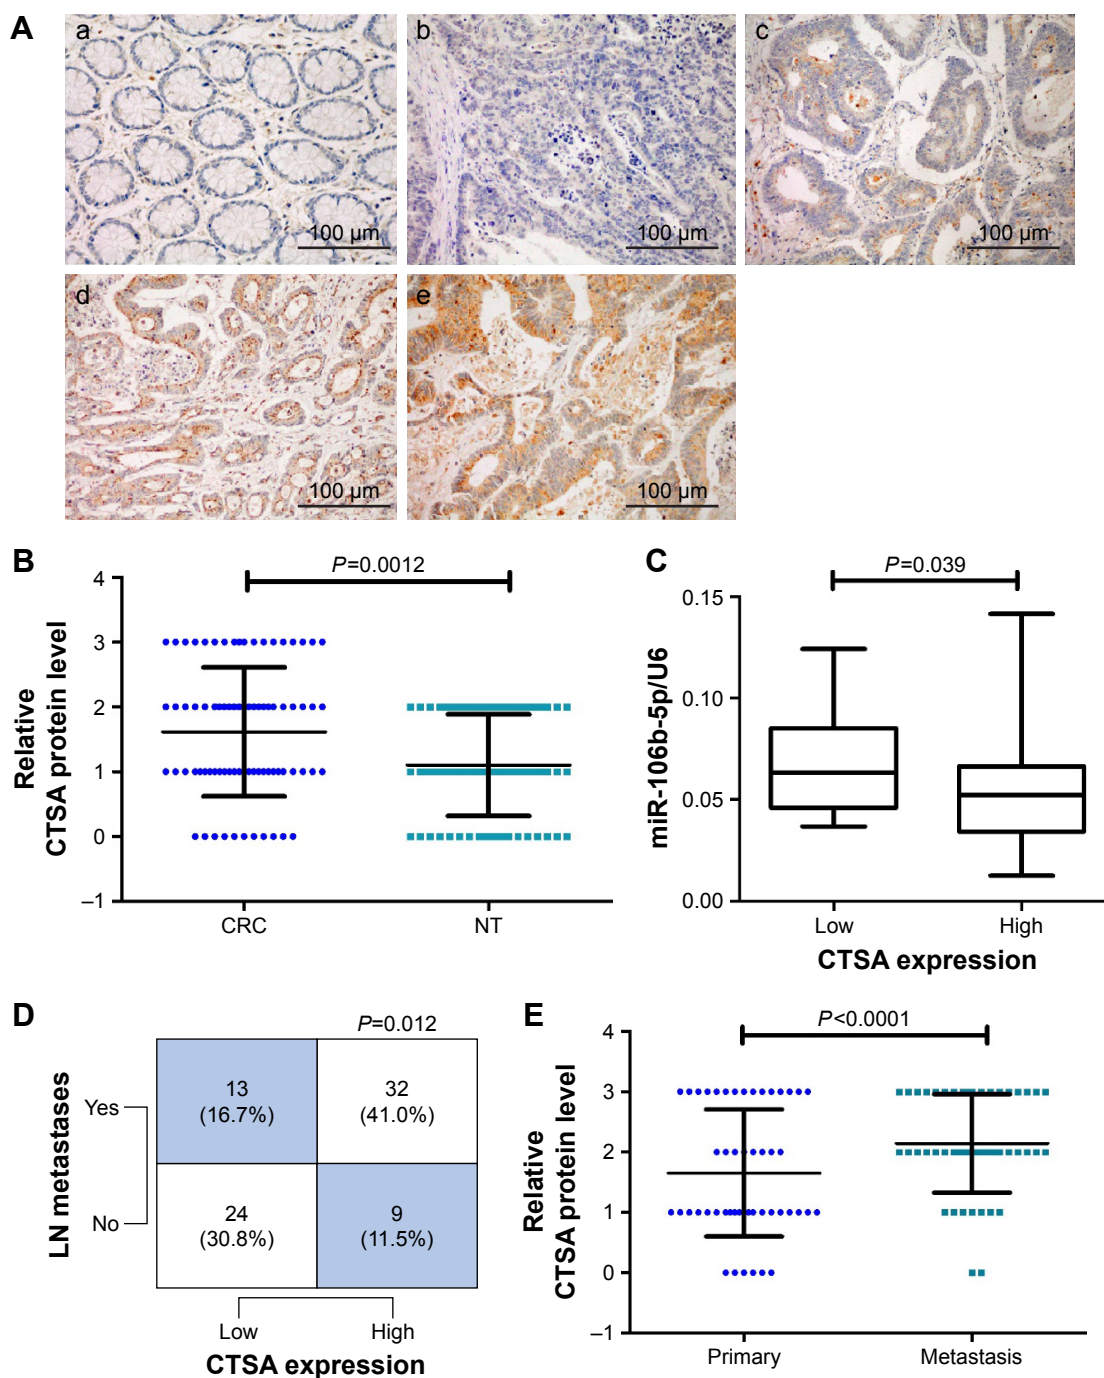 A
a
b
c
100 µm
100 µm
100 µm
d
e
100 µm
100 µm
B
P=0.0012
4
3
2
1
0
–1
Relative
CTSA protein level
CRC
NT
C
P=0.039
0.15
0.10
0.05
0.00
miR-106b-5p/U6
Low
High
CTSA expression
D
P=0.012
LN metastases
Yes
No
13
(16.7%)
32
(41.0%)
24
(30.8%)
9
(11.5%)
Low
High
CTSA expression
E
P<0.0001
4
3
2
1
0
–1
Relative
CTSA protein level
Primary
Metastasis